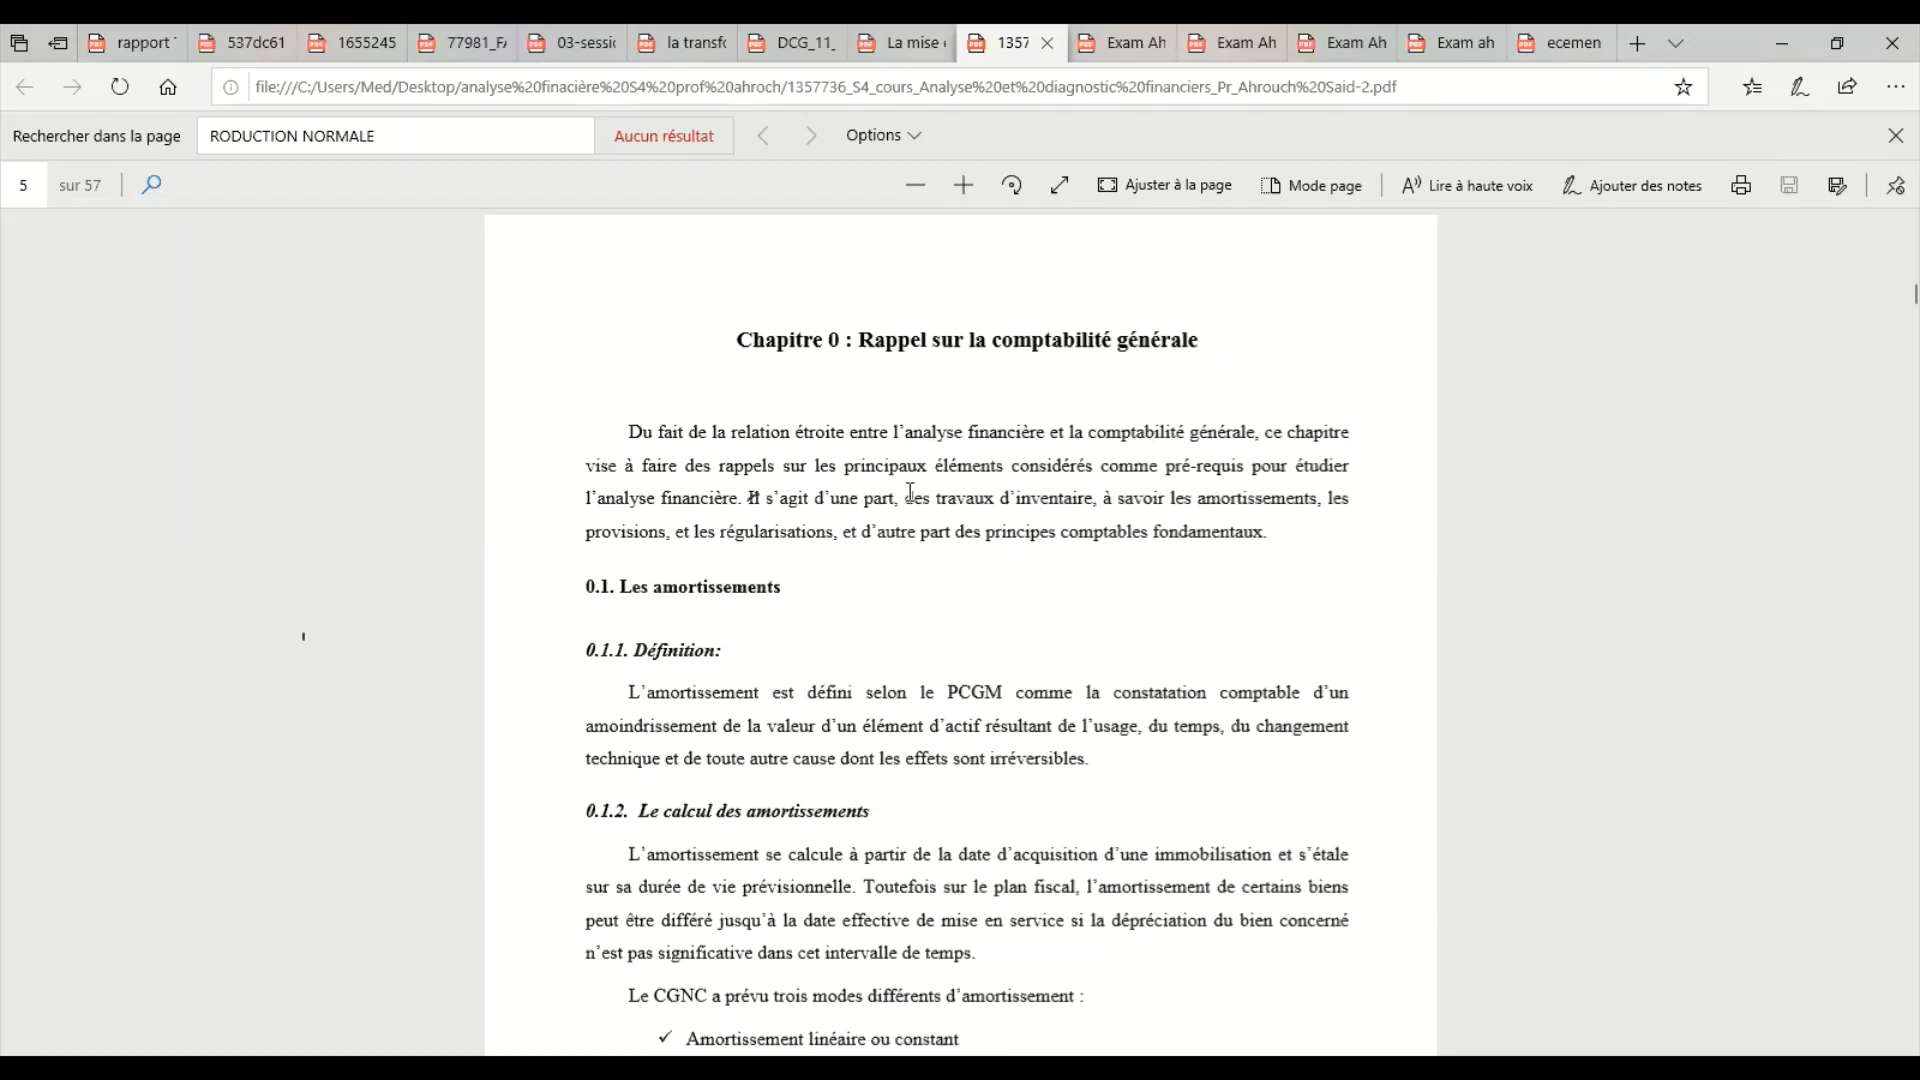 rapport
537dc61
1655245
77981_F
03-sessi
la transfo
DCG_11_
La mise
1357
Exam Ah
Exam Ah
Exam Ah
Exam ah
ecemen
file:///C:/Users/Med/Desktop/analyse%20finacière%20S4%20prof%20ahroch/1357736_S4_cours_Analyse%20et%20diagnostic%20financiers_Pr_Ahrouch%20Said-2.pdf
Rechercher dans la page
RODUCTION NORMALE
Aucun résultat
Options
5
sur 57
Ajuster à la page
Mode page
Lire à haute voix
Ajouter des notes
Chapitre 0 : Rappel sur la comptabilité générale
Du fait de la relation étroite entre l’analyse financière et la comptabilité générale, ce chapitre
vise à faire des rappels sur les principaux éléments considérés comme pré-requis pour étudier
l’analyse financière. Il s’agit d’une part, des travaux d’inventaire, à savoir les amortissements, les
provisions, et les régularisations, et d’autre part des principes comptables fondamentaux.
0.1. Les amortissements
0.1.1. Définition:
L’amortissement est défini selon le PCGM comme la constatation comptable d’un
amoindrissement de la valeur d’un élément d’actif résultant de l’usage, du temps, du changement
technique et de toute autre cause dont les effets sont irréversibles.
0.1.2. Le calcul des amortissements
L’amortissement se calcule à partir de la date d’acquisition d’une immobilisation et s’étale
sur sa durée de vie prévisionnelle. Toutefois sur le plan fiscal, l’amortissement de certains biens
peut être différé jusqu’à la date effective de mise en service si la dépréciation du bien concerné
n’est pas significative dans cet intervalle de temps.
Le CGNC a prévu trois modes différents d’amortissement :
✓ Amortissement linéaire ou constant